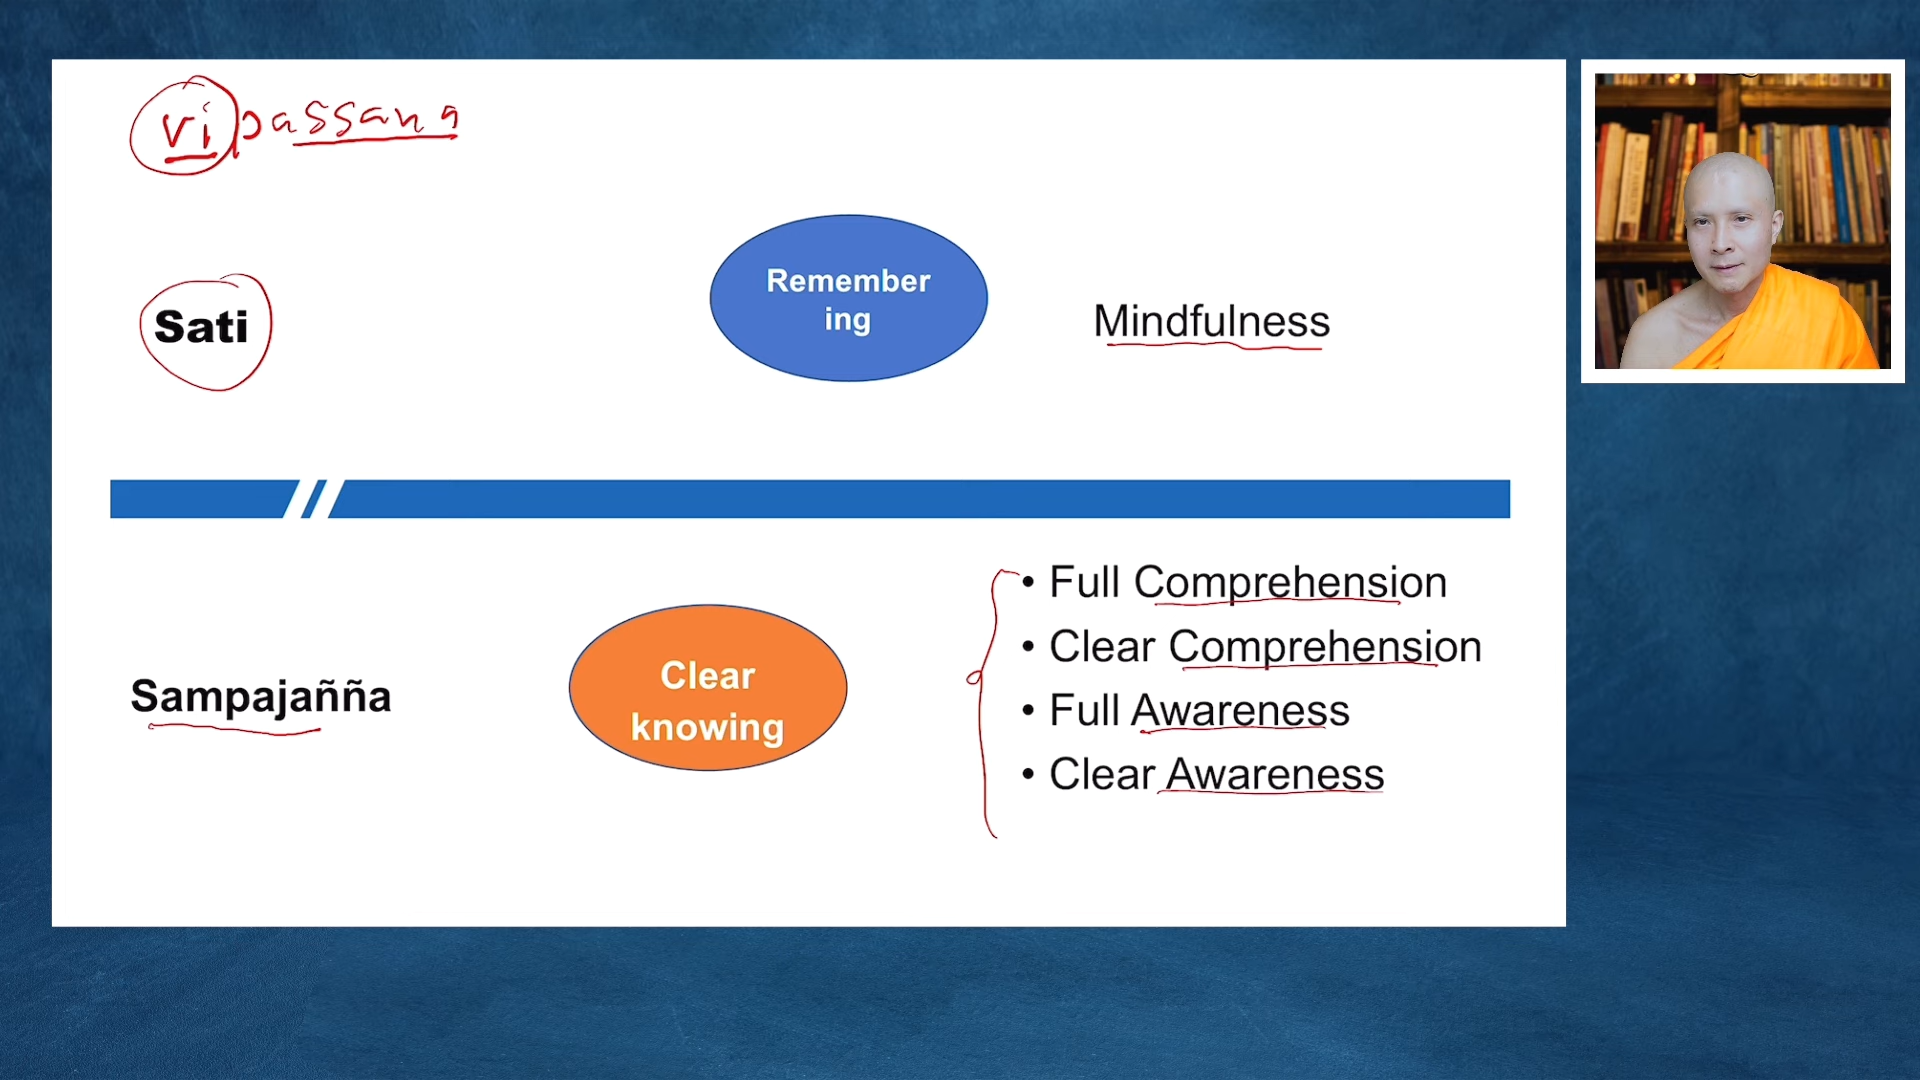 vipassana
Sati
Remember
ing
Mindfulness
Sampajañña
Clear
knowing
• Full Comprehension
• Clear Comprehension
• Full Awareness
• Clear Awareness